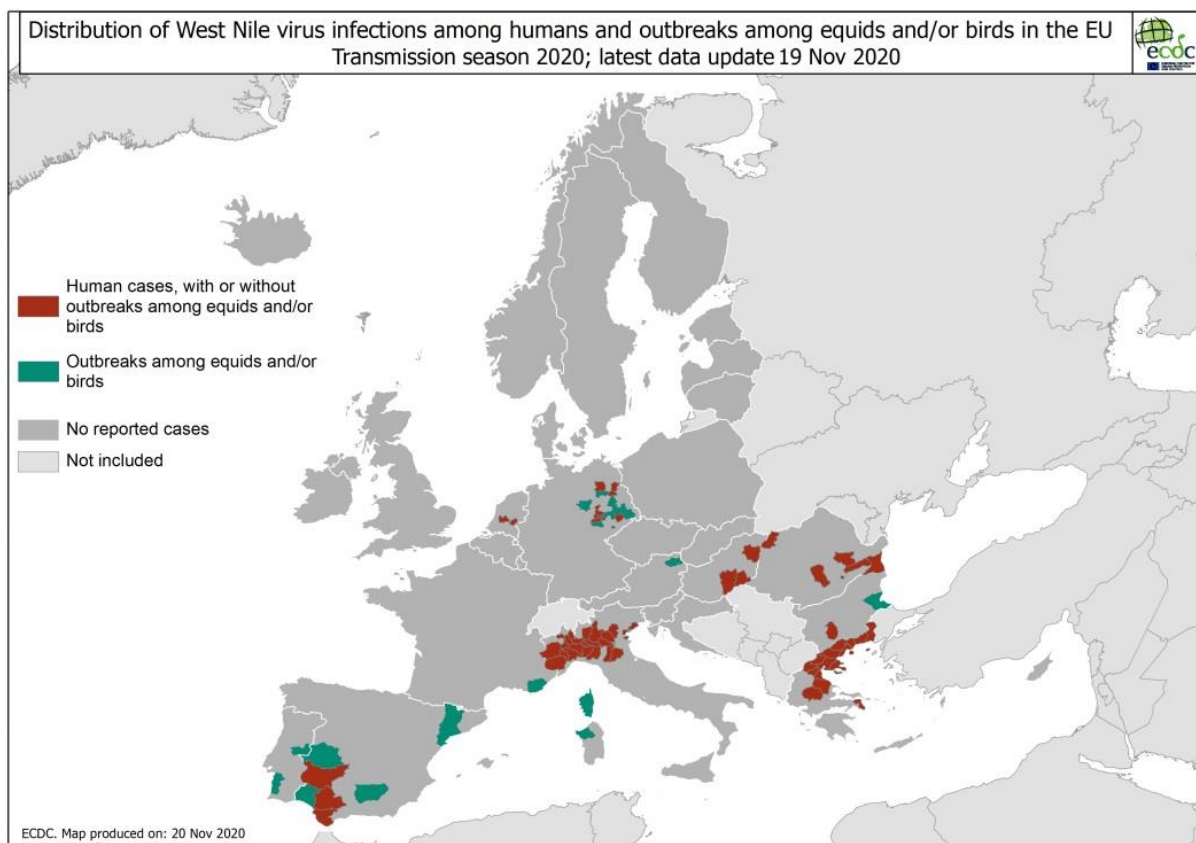 Distribution of West Nile virus infections among humans and outbreaks among equids and/or birds in the EU
Transmission season 2020; latest data update 19 Nov 2020
ecdc
Human cases, with or without
outbreaks among equids and/or
birds
Outbreaks among equids and/or
birds
No reported cases
Not included
ECDC. Map produced on: 20 Nov 2020